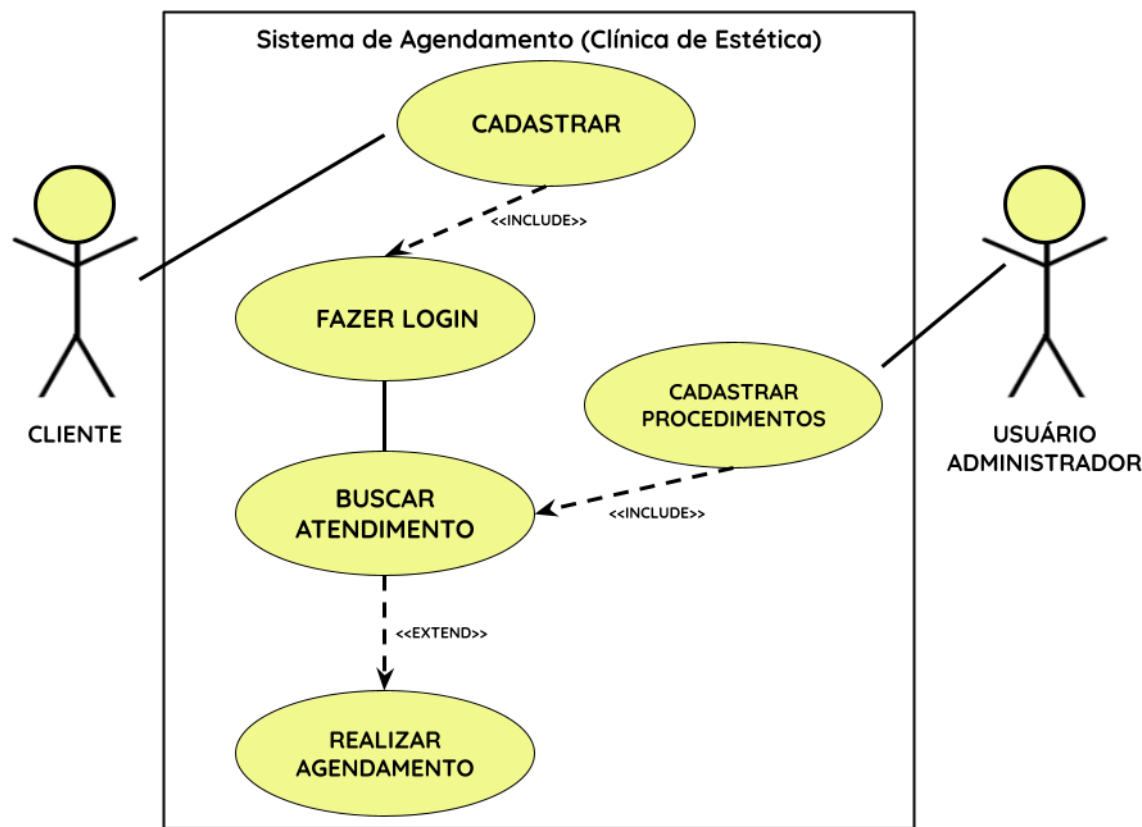 Sistema de Agendamento (Clínica de Estética)
CADASTRAR
<<INCLUDE>>
FAZER LOGIN
CLIENTE
CADASTRAR
PROCEDIMENTOS
USUÁRIO
ADMINISTRADOR
BUSCAR
ATENDIMENTO
<<INCLUDE>>
<<EXTEND>>
REALIZAR
AGENDAMENTO